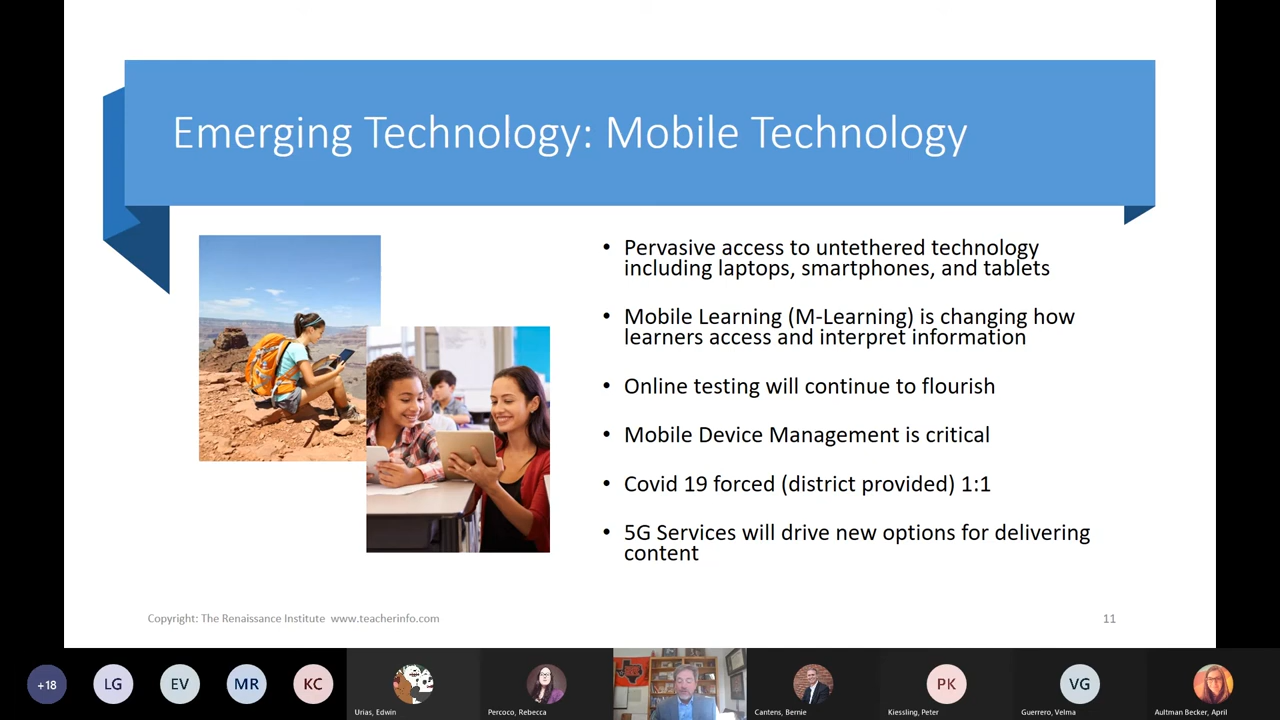 Emerging Technology: Mobile Technology
• Pervasive access to untethered technology
including laptops, smartphones, and tablets
• Mobile Learning (M-Learning) is changing how
learners access and interpret information
• Online testing will continue to flourish
• Mobile Device Management is critical
• Covid 19 forced (district provided) 1:1
• 5G Services will drive new options for delivering
content
Copyright: The Renaissance Institute www.teacherinfo.com
11
+18
LG
EV
MR
KC
PK
VG
Urias, Edwin
Percoco, Rebecca
Cantens, Bernie
Kiessling, Peter
Guerrero, Velma
Aultman Becker, April